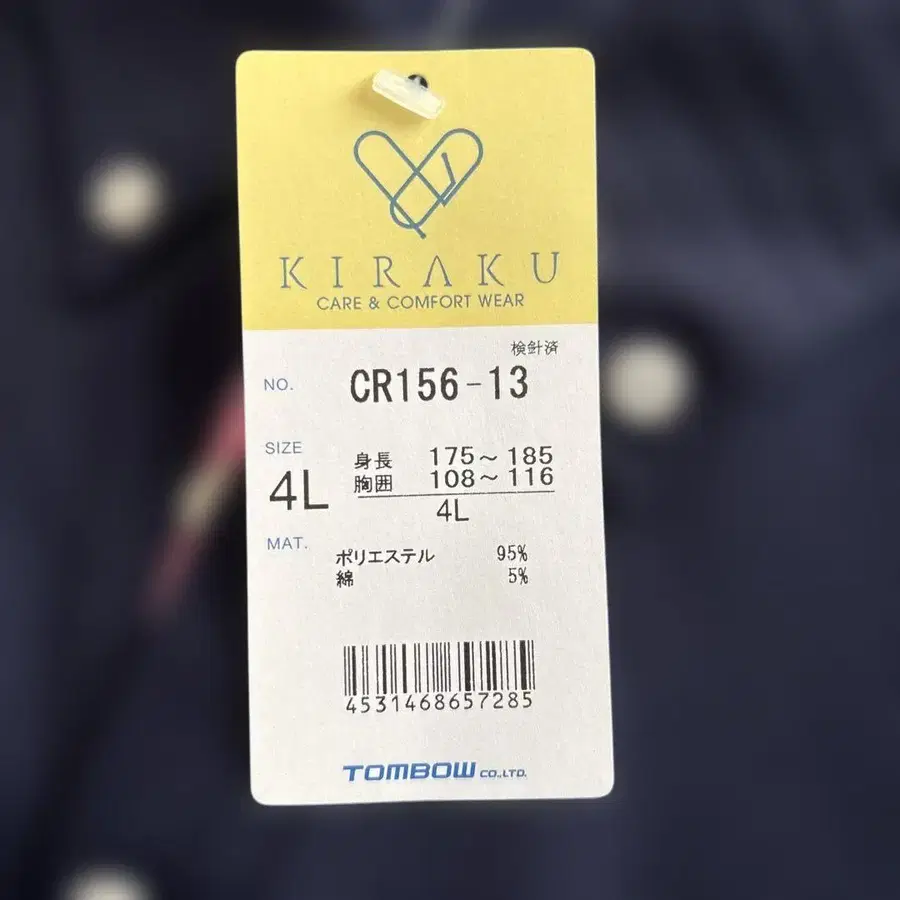 KIRAKU
CARE & COMFORT WEAR
検針済
NO. CR156-13
SIZE
4L
身長 175～185
胸囲 108～116
4L
MAT.
ポリエステル 95%
綿 5%
4531468657285
TOMBOW CO.,LTD.